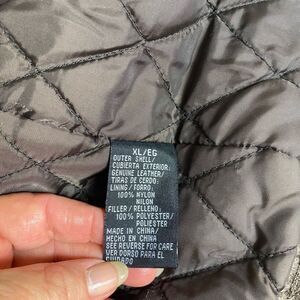 XL/EG
OUTER SHELL/
CUBIERTA EXTERIOR:
GENUINE LEATHER/
TIRAS DE CERDO:
LINING/FORRO:
100% NYLON
NILON
FILLER/RELLENO:
100% POLYESTER/
POLIESTER
MADE IN CHINA/
HECHO EN CHINA
SEE REVERSE FOR CARE
VER DORSO PARA EL
CUIDADO